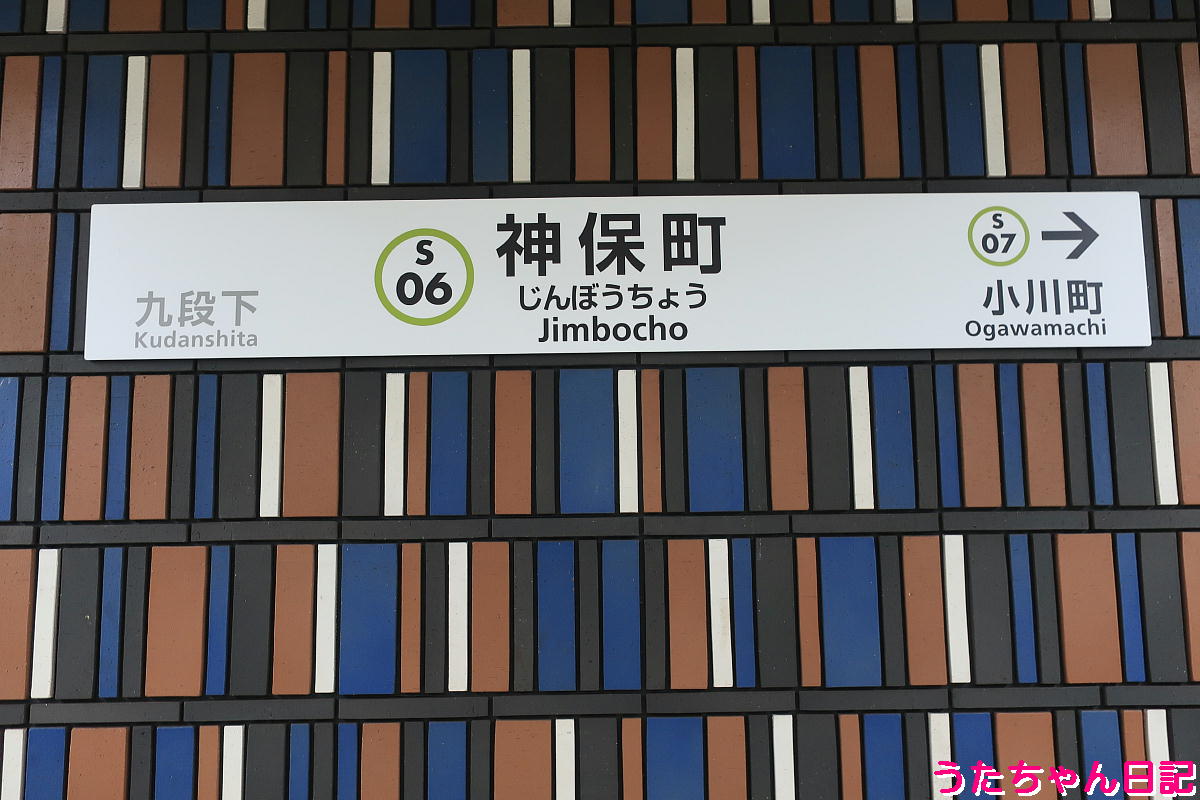 九段下
Kudanshita
S
06
神保町
じんぼうちょう
Jimbocho
S
07
→
小川町
Ogawamachi
うたちゃん日記